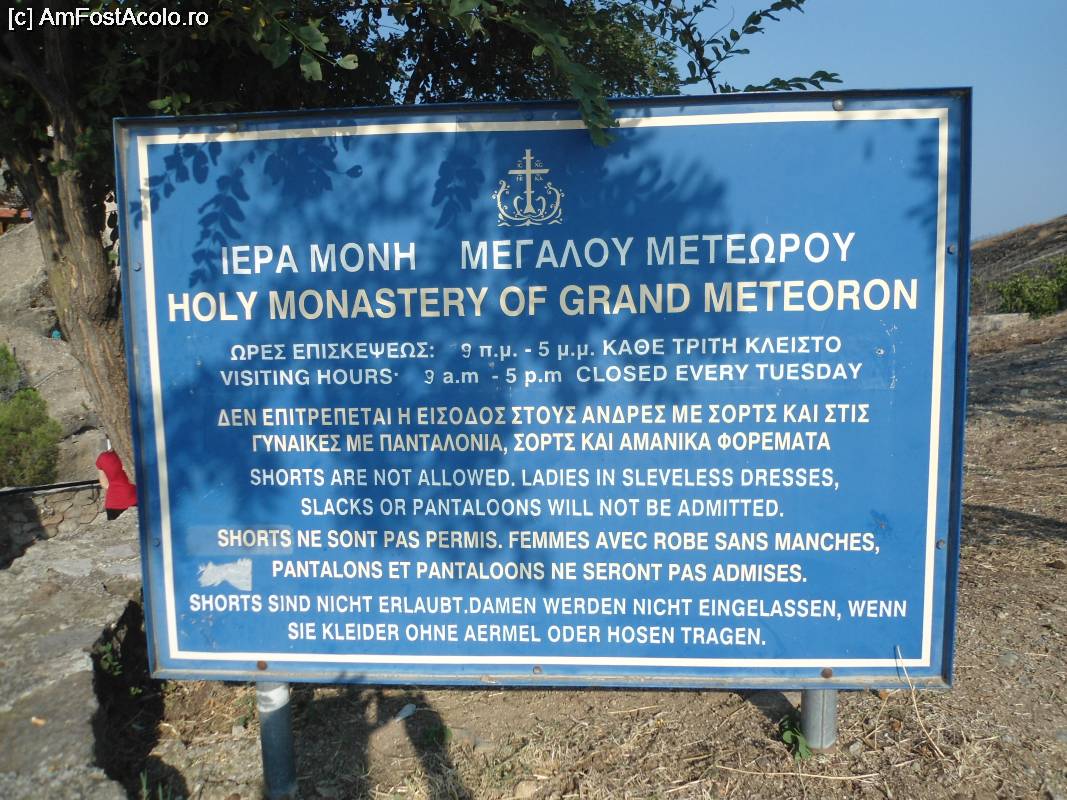 [c] AmFostAcolo.ro
ΙΕΡΑ ΜΟΝΗ ΜΕΓΑΛΟΥ ΜΕΤΕΩΡΟΥ
HOLY MONASTERY OF GRAND METEORON
ΩΡΕΣ ΕΠΙΣΚΕΨΕΩΣ: 9 π.μ. - 5 μ.μ. ΚΑΘΕ ΤΡΙΤΗ ΚΛΕΙΣΤΟ
VISITING HOURS· 9 a.m - 5 p.m CLOSED EVERY TUESDAY
ΔΕΝ ΕΠΙΤΡΕΠΕΤΑΙ Η ΕΙΣΟΔΟΣ ΣΤΟΥΣ ΑΝΔΡΕΣ ΜΕ ΣΟΡΤΣ ΚΑΙ ΣΤΙΣ
ΓΥΝΑΙΚΕΣ ΜΕ ΠΑΝΤΑΛΟΝΙΑ, ΣΟΡΤΣ ΚΑΙ ΑΜΑΝΙΚΑ ΦΟΡΕΜΑΤΑ
SHORTS ARE NOT ALLOWED. LADIES IN SLEVELESS DRESSES,
SLACKS OR PANTALOONS WILL NOT BE ADMITTED.
SHORTS NE SONT PAS PERMIS. FEMMES AVEC ROBE SANS MANCHES,
PANTALONS ET PANTALOONS NE SERONT PAS ADMISES.
SHORTS SIND NICHT ERLAUBT.DAMEN WERDEN NICHT EINGELASSEN, WENN
SIE KLEIDER OHNE AERMEL ODER HOSEN TRAGEN.